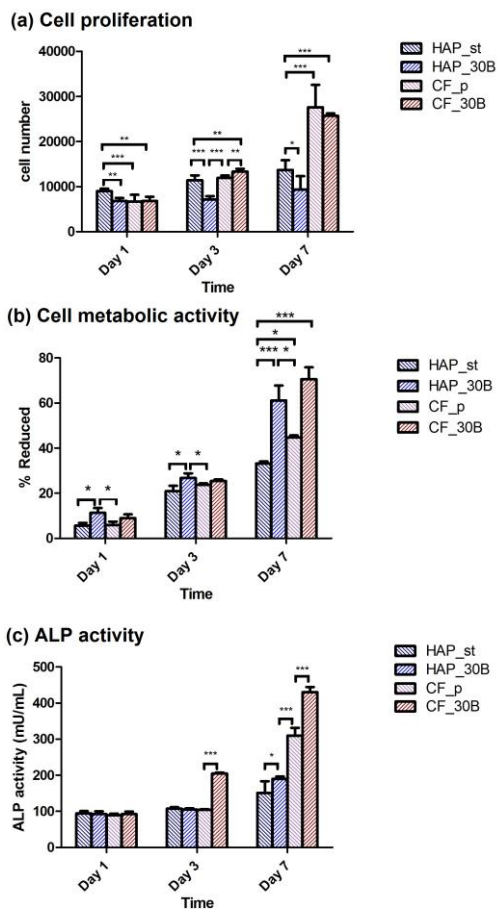 (a) Cell proliferation
40000
30000
20000
10000
0
cell number
** *** **
** *** *** **
*** *** *
Day 1 Day 3 Day 7
Time
HAP_st
HAP_30B
CF_p
CF_30B
(b) Cell metabolic activity
80
60
40
20
0
% Reduced
* *
* *
*** * *** *
Day 1 Day 3 Day 7
Time
HAP_st
HAP_30B
CF_p
CF_30B
(c) ALP activity
500
400
300
200
100
0
ALP activity (mU/mL)
***
* *** ***
Day 1 Day 3 Day 7
Time
HAP_st
HAP_30B
CF_p
CF_30B